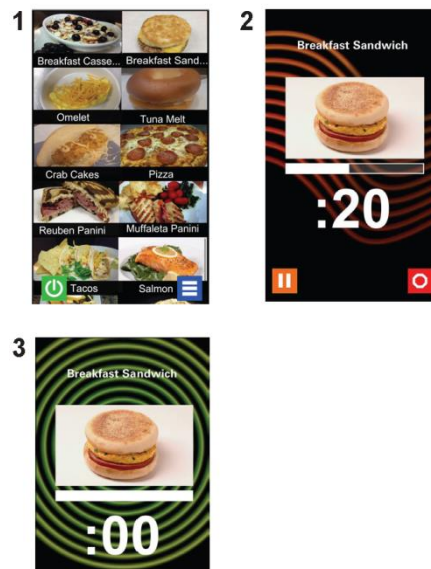 1
Breakfast Casse... Breakfast Sand...
Omelet Tuna Melt
Crab Cakes Pizza
Reuben Panini Muffaleta Panini
Tacos Salmon
2
Breakfast Sandwich
:20
3
Breakfast Sandwich
:00